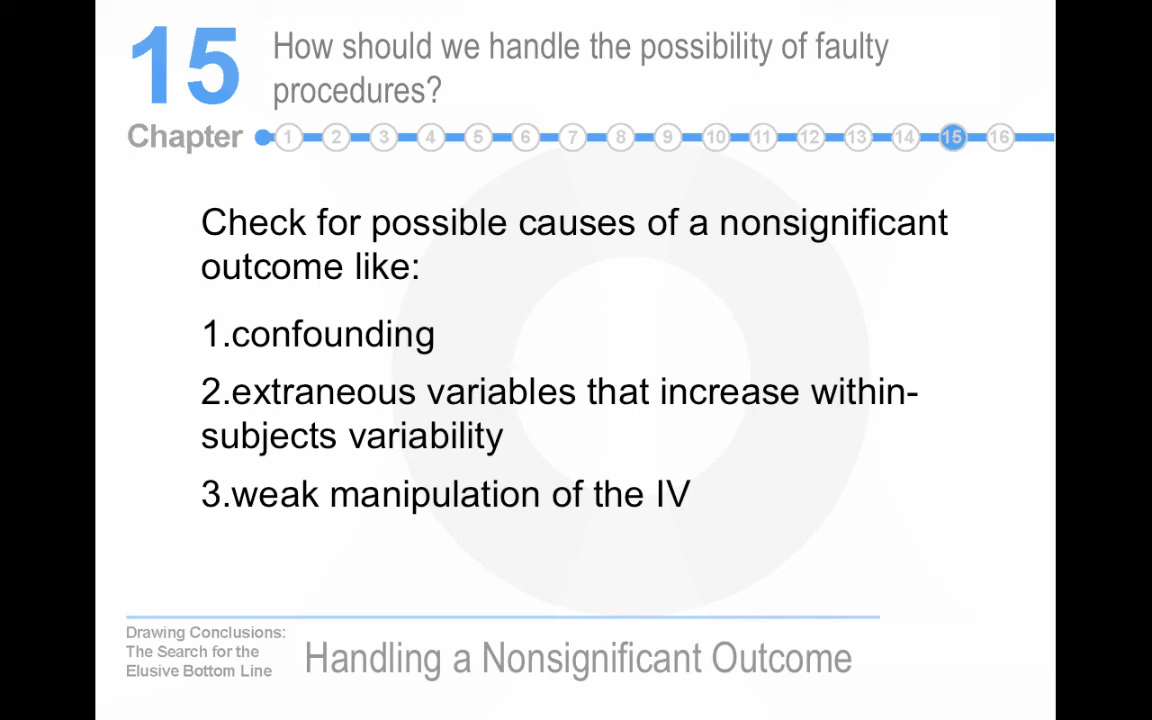 15
How should we handle the possibility of faulty
procedures?
Chapter 1 2 3 4 5 6 7 8 9 10 11 12 13 14 15 16
Check for possible causes of a nonsignificant
outcome like:
1.confounding
2.extraneous variables that increase within-
subjects variability
3.weak manipulation of the IV
Drawing Conclusions:
The Search for the
Elusive Bottom Line
Handling a Nonsignificant Outcome